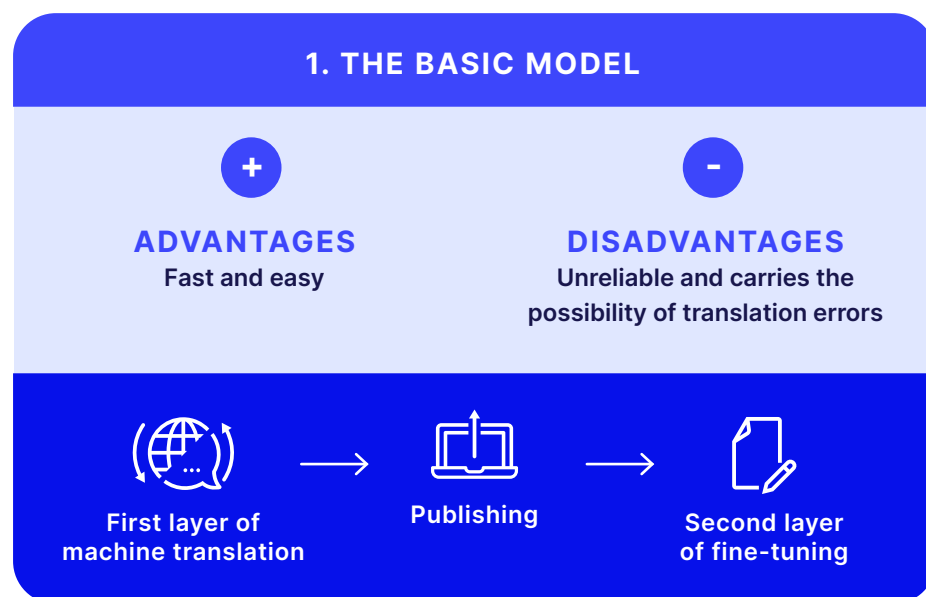 1. THE BASIC MODEL
+
ADVANTAGES
Fast and easy
-
DISADVANTAGES
Unreliable and carries the
possibility of translation errors
First layer of
machine translation
Publishing
Second layer
of fine-tuning